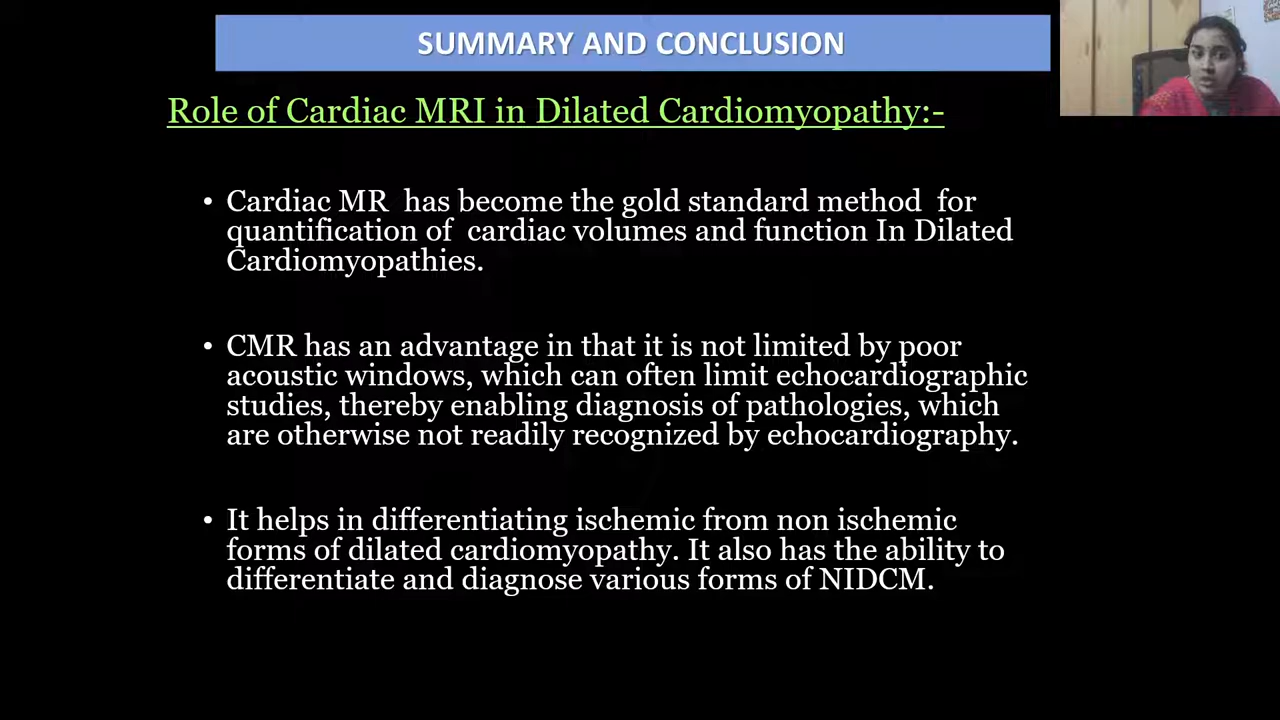 SUMMARY AND CONCLUSION
Role of Cardiac MRI in Dilated Cardiomyopathy:-
• Cardiac MR has become the gold standard method for
quantification of cardiac volumes and function In Dilated
Cardiomyopathies.
• CMR has an advantage in that it is not limited by poor
acoustic windows, which can often limit echocardiographic
studies, thereby enabling diagnosis of pathologies, which
are otherwise not readily recognized by echocardiography.
• It helps in differentiating ischemic from non ischemic
forms of dilated cardiomyopathy. It also has the ability to
differentiate and diagnose various forms of NIDCM.